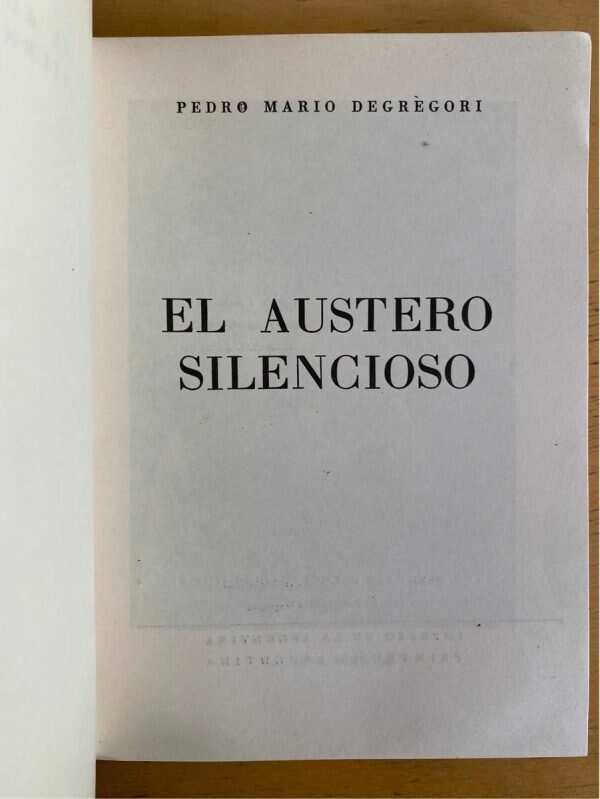 PEDRO MARIO DEGRÈGORI
EL AUSTERO
SILENCIOSO